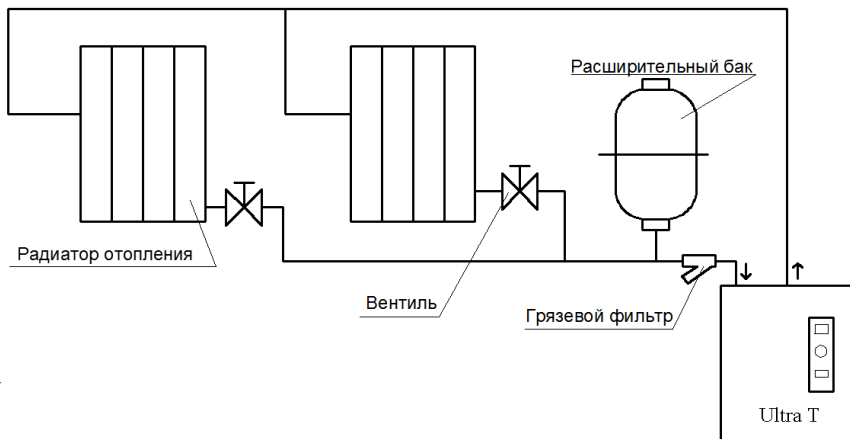 Расширительный бак
Радиатор отопления
Вентиль
Грязевой фильтр
Ultra T